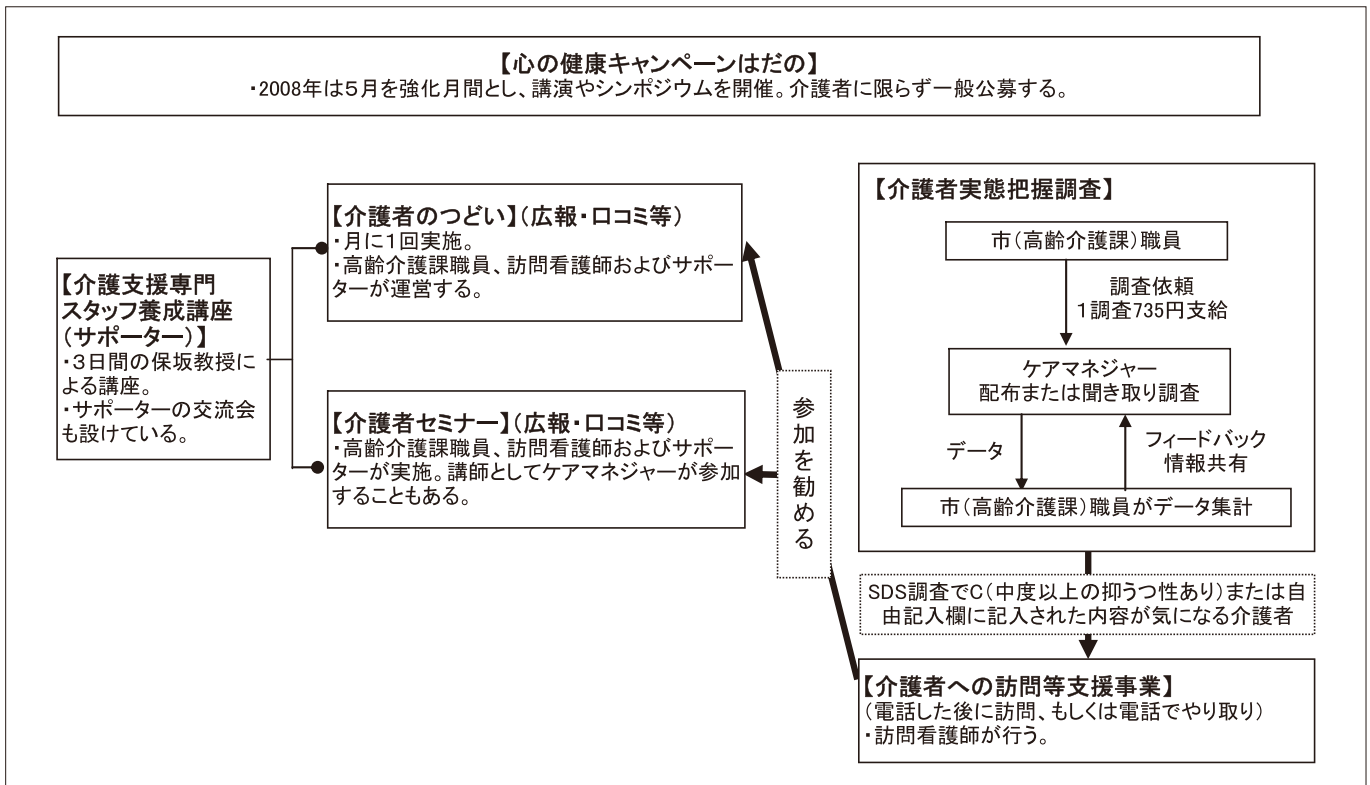 【心の健康キャンペーンはだの】
・2008年は５月を強化月間とし、講演やシンポジウムを開催。介護者に限らず一般公募する。
【介護支援専門
スタッフ養成講座
（サポーター）】
・３日間の保坂教授に
よる講座。
・サポーターの交流会
も設けている。
【介護者のつどい】（広報・口コミ等）
・月に１回実施。
・高齢介護課職員、訪問看護師およびサポー
ターが運営する。
【介護者セミナー】（広報・口コミ等）
・高齢介護課職員、訪問看護師およびサポー
ターが実施。講師としてケアマネジャーが参加
することもある。
参加を勧める
【介護者実態把握調査】
市（高齢介護課）職員
調査依頼
１調査735円支給
ケアマネジャー
配布または聞き取り調査
データ
フィードバック
情報共有
市（高齢介護課）職員がデータ集計
SDS調査でC（中度以上の抑うつ性あり）または自
由記入欄に記入された内容が気になる介護者
【介護者への訪問等支援事業】
（電話した後に訪問、もしくは電話でやり取り）
・訪問看護師が行う。